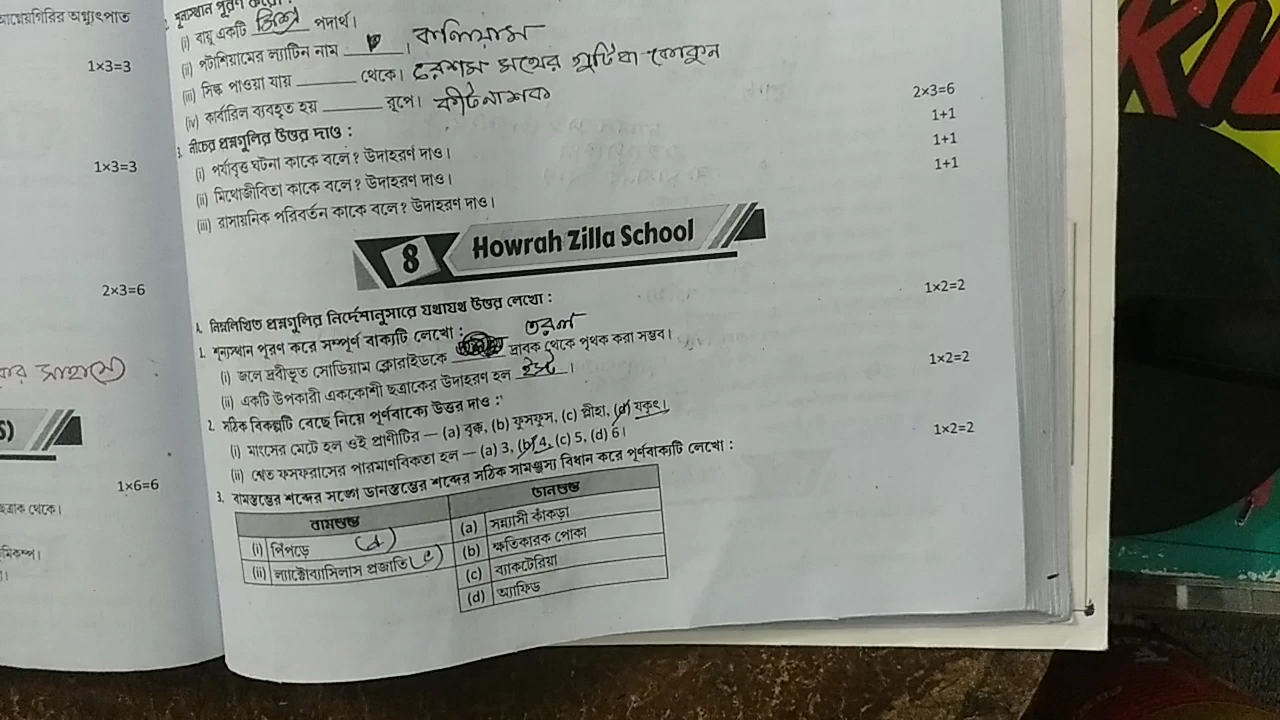 আগ্নেয়গিরির অগ্ন্যুৎপাত
1×3=3
1×3=3
2×3=6
সাহায্যে
1×6=6
ছত্রাক থেকে।
ভূমিকম্প।
শূন্যস্থান পূরণ করো :
(i) বায়ু একটি মিশ্র পদার্থ।
(ii) পটাশিয়ামের ল্যাটিন নাম ______। ক্যালিয়াম
(iii) সিল্ক পাওয়া যায় ______ থেকে। রেশম মথের গুটি বা কোকুন
(iv) কার্বারিল ব্যবহৃত হয় ______ রূপে। কীটনাশক
3. নীচের প্রশ্নগুলির উত্তর দাও : 2×3=6
(i) পর্যাবৃত্ত ঘটনা কাকে বলে? উদাহরণ দাও। 1+1
(ii) মিথোজীবিতা কাকে বলে? উদাহরণ দাও। 1+1
(iii) রাসায়নিক পরিবর্তন কাকে বলে? উদাহরণ দাও। 1+1
8 Howrah Zilla School
A. নিম্নলিখিত প্রশ্নগুলির নির্দেশানুসারে যথাযথ উত্তর লেখো :
1. শূন্যস্থান পূরণ করে সম্পূর্ণ বাক্যটি লেখো : 1×2=2
(i) জলে দ্রবীভূত সোডিয়াম ক্লোরাইডকে ______ দ্রাবক থেকে পৃথক করা সম্ভব। তরল
(ii) একটি উপকারী এককোশী ছত্রাকের উদাহরণ হল ইস্ট।
2. সঠিক বিকল্পটি বেছে নিয়ে পূর্ণবাক্যে উত্তর দাও : 1×2=2
(i) মাংসের মেটে হল ওই প্রাণীটির — (a) বৃক্ক, (b) ফুসফুস, (c) প্লীহা, (d) যকৃৎ।
(ii) শ্বেত ফসফরাসের পারমাণবিকতা হল — (a) 3, (b) 4, (c) 5, (d) 6।
3. বামস্তম্ভের শব্দের সঙ্গে ডানস্তম্ভের শব্দের সঠিক সামঞ্জস্য বিধান করে পূর্ণবাক্যটি লেখো : 1×2=2
বামস্তম্ভ ডানস্তম্ভ
(i) পিঁপড়ে (d) (a) সন্ন্যাসী কাঁকড়া
(ii) ল্যাক্টোব্যাসিলাস প্রজাতি (c) (b) ক্ষতিকারক পোকা
(c) ব্যাকটেরিয়া
(d) অ্যাফিড